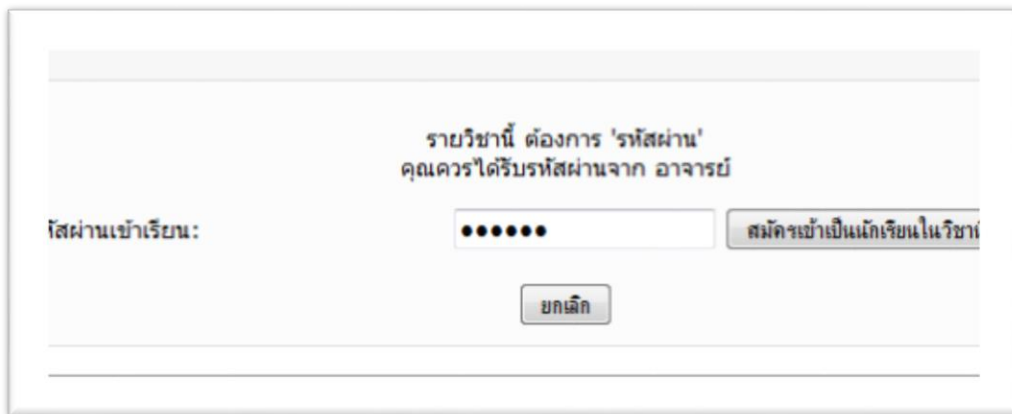 รายวิชานี้ ต้องการ 'รหัสผ่าน'
คุณควรได้รับรหัสผ่านจาก อาจารย์
หัสผ่านเข้าเรียน: •••••• สมัครเข้าเป็นนักเรียนในวิชานี้
ยกเลิก